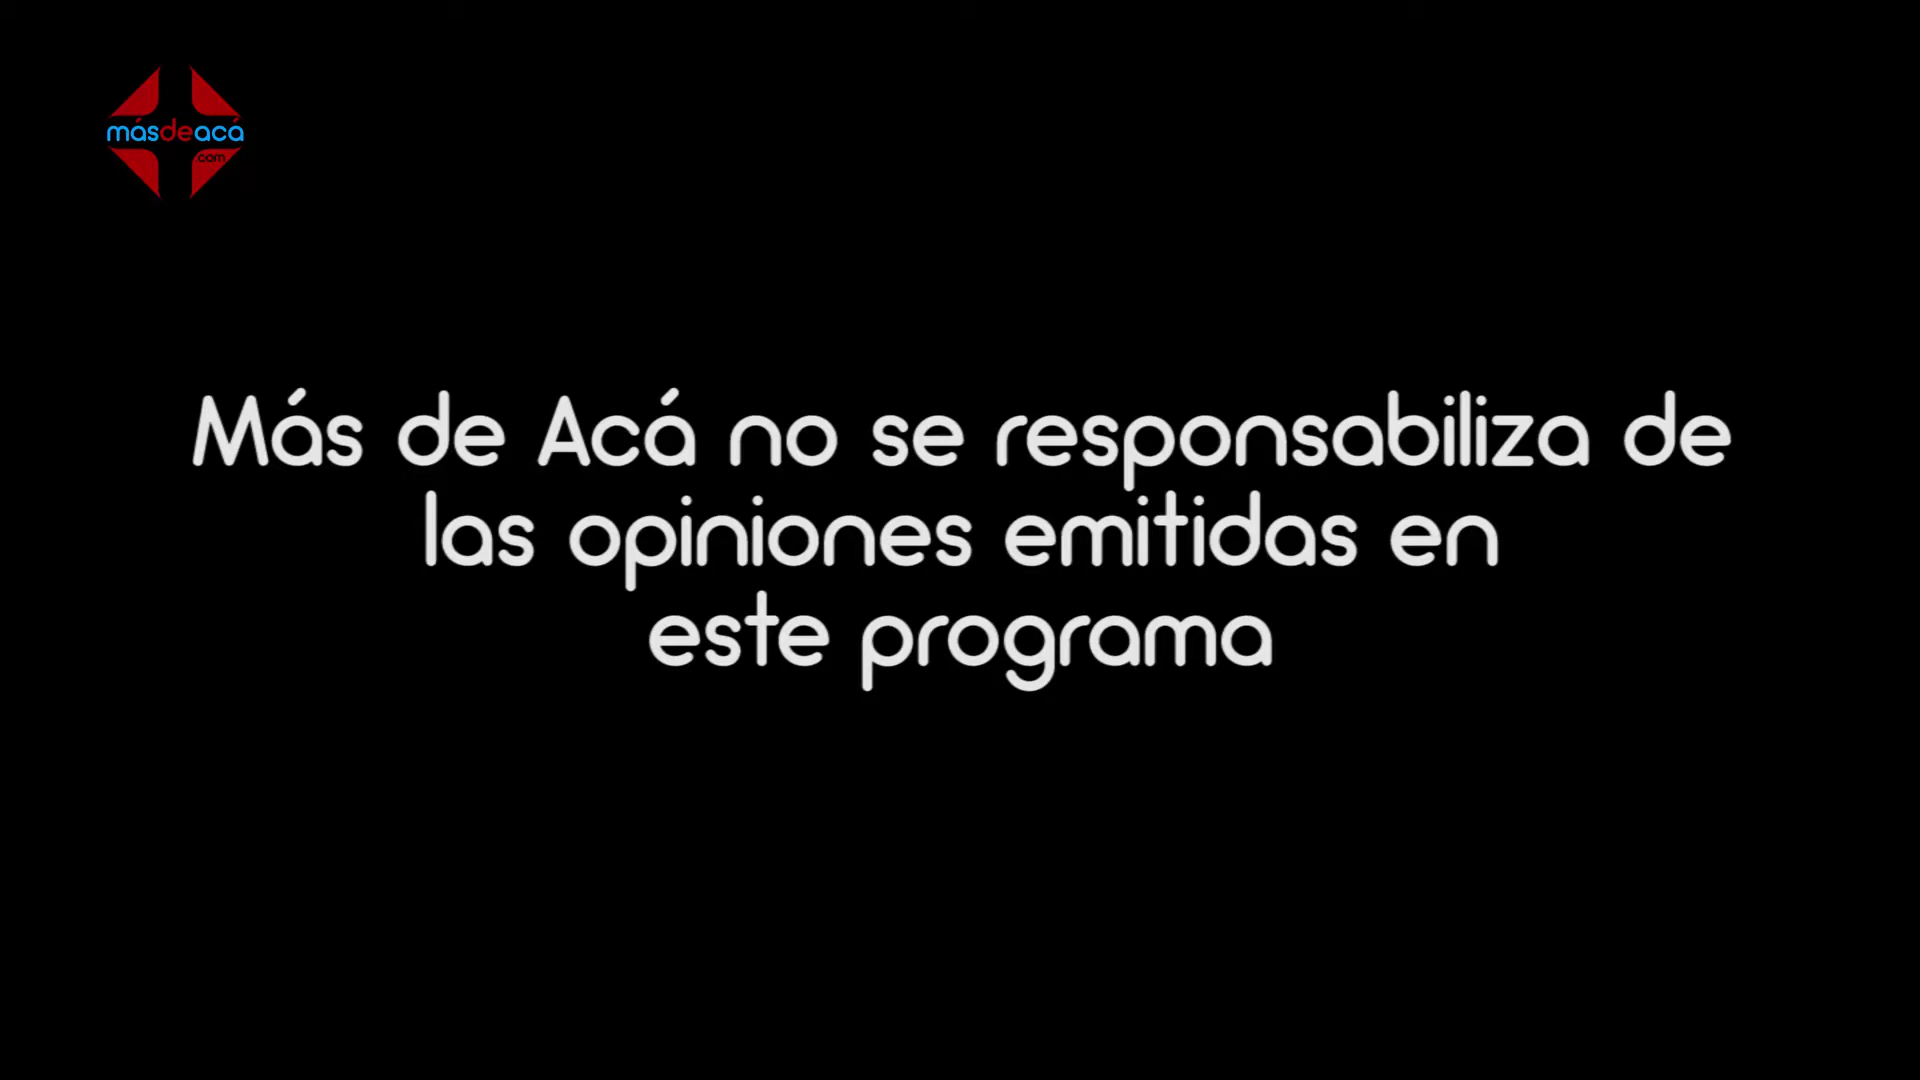 másdeacá
.com
Más de Acá no se responsabiliza de
las opiniones emitidas en
este programa